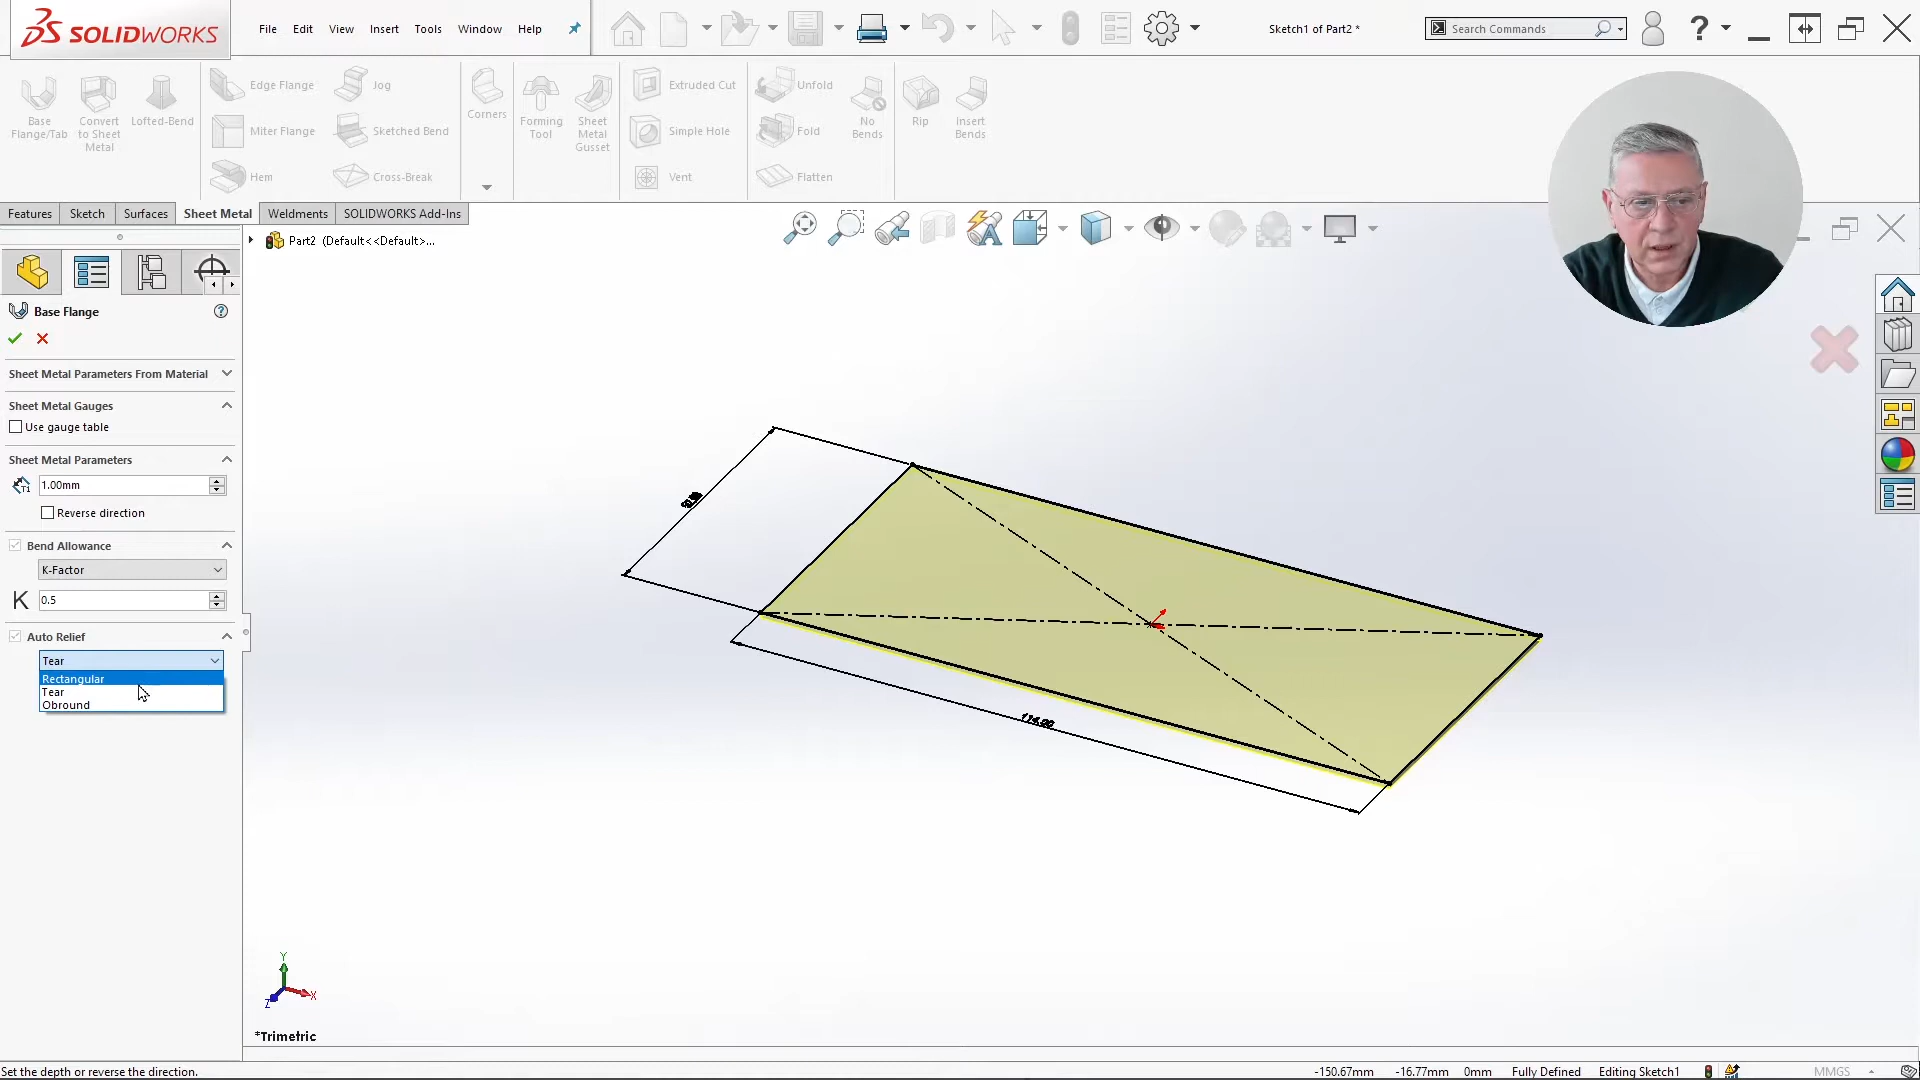 SOLIDWORKS
File Edit View Insert Tools Window Help
Sketch1 of Part2 *
Search Commands
Base Flange/Tab
Convert to Sheet Metal
Lofted-Bend
Edge Flange
Miter Flange
Hem
Jog
Sketched Bend
Cross-Break
Corners
Forming Tool
Sheet Metal Gusset
Extruded Cut
Simple Hole
Vent
Unfold
Fold
Flatten
No Bends
Rip
Insert Bends
Features Sketch Surfaces Sheet Metal Weldments SOLIDWORKS Add-Ins
Part2 (Default<<Default>...
Base Flange
Sheet Metal Parameters From Material
Sheet Metal Gauges
Use gauge table
Sheet Metal Parameters
T1
1.00mm
Reverse direction
Bend Allowance
K-Factor
K 0.5
Auto Relief
Tear
Rectangular
Tear
Obround
114.00
Y
X
Z
*Trimetric
Set the depth or reverse the direction.
-150.67mm -16.77mm 0mm Fully Defined Editing Sketch1 MMGS